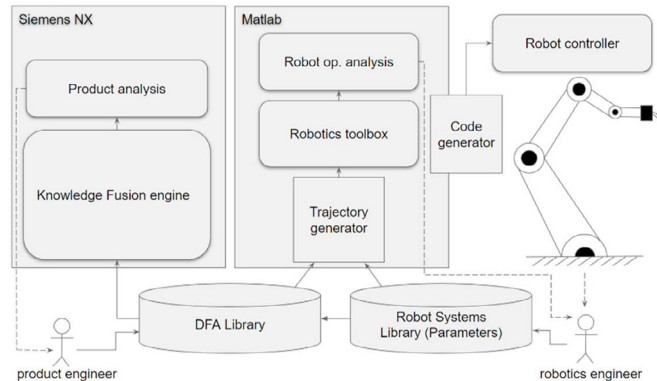 Siemens NX
Matlab
Robot controller
Robot op. analysis
Product analysis
Code
generator
Robotics toolbox
Knowledge Fusion engine
Trajectory
generator
DFA Library
Robot Systems
Library (Parameters)
product engineer
robotics engineer